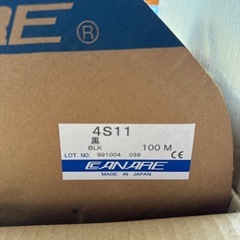 RE®
4S11
黒
BLK 100 M
LOT. NO. 991004 039 CE
CANARE
MADE IN JAPAN